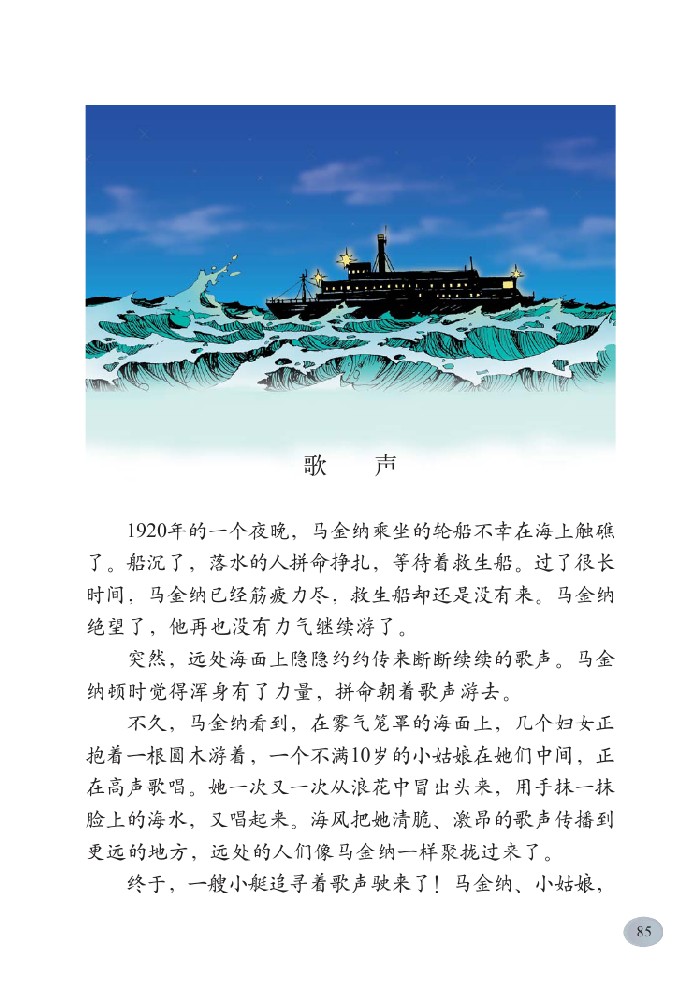 歌 声
1920年的一个夜晚，马金纳乘坐的轮船不幸在海上触礁
了。船沉了，落水的人拼命挣扎，等待着救生船。过了很长
时间，马金纳已经筋疲力尽，救生船却还是没有来。马金纳
绝望了，他再也没有力气继续游了。
突然，远处海面上隐隐约约传来断断续续的歌声。马金
纳顿时觉得浑身有了力量，拼命朝着歌声游去。
不久，马金纳看到，在雾气笼罩的海面上，几个妇女正
抱着一根圆木游着，一个不满10岁的小姑娘在她们中间，正
在高声歌唱。她一次又一次从浪花中冒出头来，用手抹一抹
脸上的海水，又唱起来。海风把她清脆、激昂的歌声传播到
更远的地方，远处的人们像马金纳一样聚拢过来了。
终于，一艘小艇追寻着歌声驶来了！马金纳、小姑娘，
85